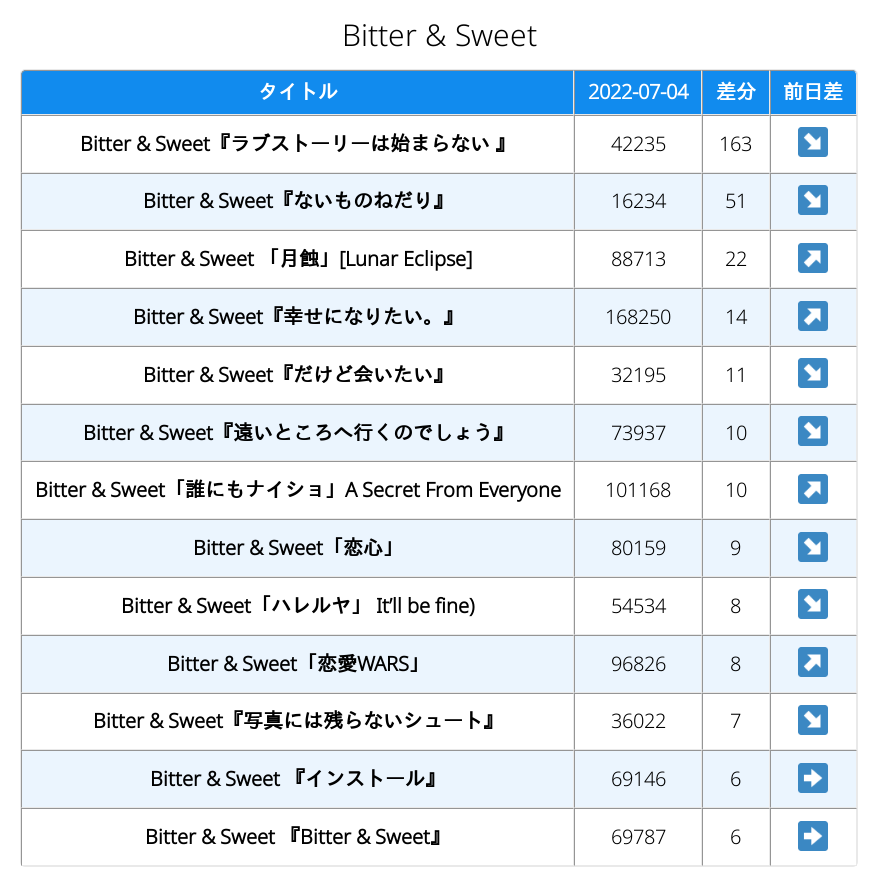 Bitter & Sweet
タイトル 2022-07-04 差分 前日差
Bitter & Sweet『ラブストーリーは始まらない 』 42235 163 ↘
Bitter & Sweet『ないものねだり』 16234 51 ↘
Bitter & Sweet 「月蝕」[Lunar Eclipse] 88713 22 ↗
Bitter & Sweet『幸せになりたい。』 168250 14 ↗
Bitter & Sweet『だけど会いたい』 32195 11 ↘
Bitter & Sweet『遠いところへ行くのでしょう』 73937 10 ↘
Bitter & Sweet「誰にもナイショ」A Secret From Everyone 101168 10 ↗
Bitter & Sweet「恋心」 80159 9 ↘
Bitter & Sweet「ハレルヤ」 It'll be fine) 54534 8 ↘
Bitter & Sweet「恋愛WARS」 96826 8 ↗
Bitter & Sweet『写真には残らないシュート』 36022 7 ↘
Bitter & Sweet 『インストール』 69146 6 ➡
Bitter & Sweet 『Bitter & Sweet』 69787 6 ➡